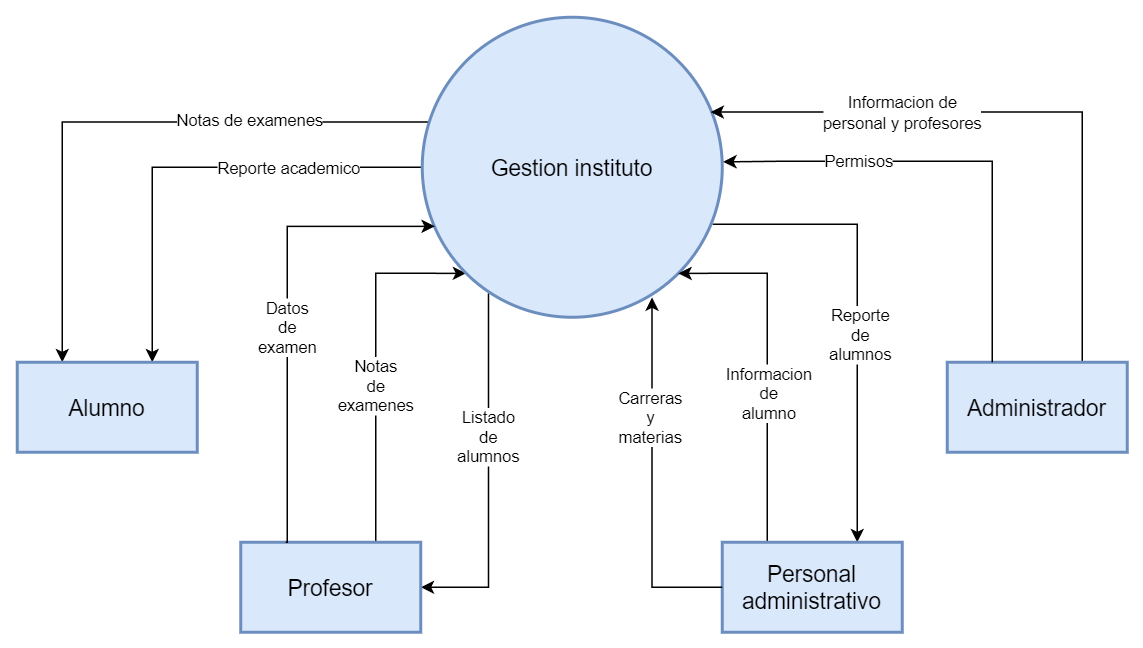 Gestion instituto
Notas de examenes
Reporte academico
Informacion de
personal y profesores
Permisos
Datos
de
examen
Notas
de
examenes
Listado
de
alumnos
Carreras
y
materias
Informacion
de
alumno
Reporte
de
alumnos
Alumno
Administrador
Profesor
Personal
administrativo